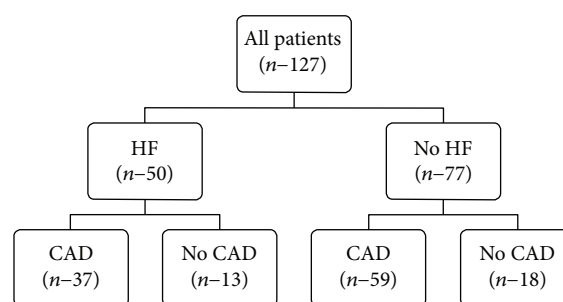 All patients
(n–127)
HF
(n–50)
No HF
(n–77)
CAD
(n–37)
No CAD
(n–13)
CAD
(n–59)
No CAD
(n–18)